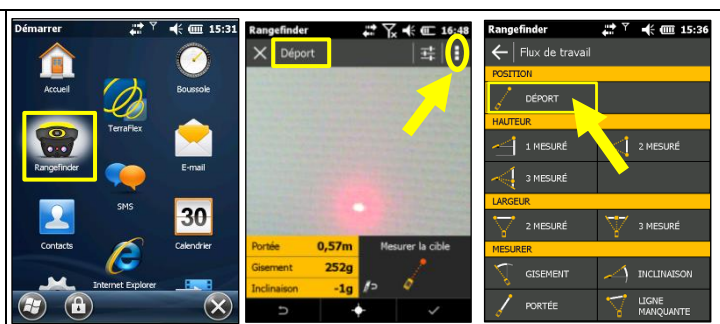 Démarrer 15:31
Accueil
Boussole
TerraFlex
Rangefinder
E-mail
SMS
30
Contacts
Calendrier
Internet Explorer
Rangefinder 16:48
Déport
Portée 0,57m
Mesurer la cible
Gisement 252g
Inclinaison -1g
Rangefinder 15:36
Flux de travail
POSITION
DÉPORT
HAUTEUR
1 MESURÉ 2 MESURÉ
3 MESURÉ
LARGEUR
2 MESURÉ 3 MESURÉ
MESURER
GISEMENT INCLINAISON
PORTÉE LIGNE
MANQUANTE